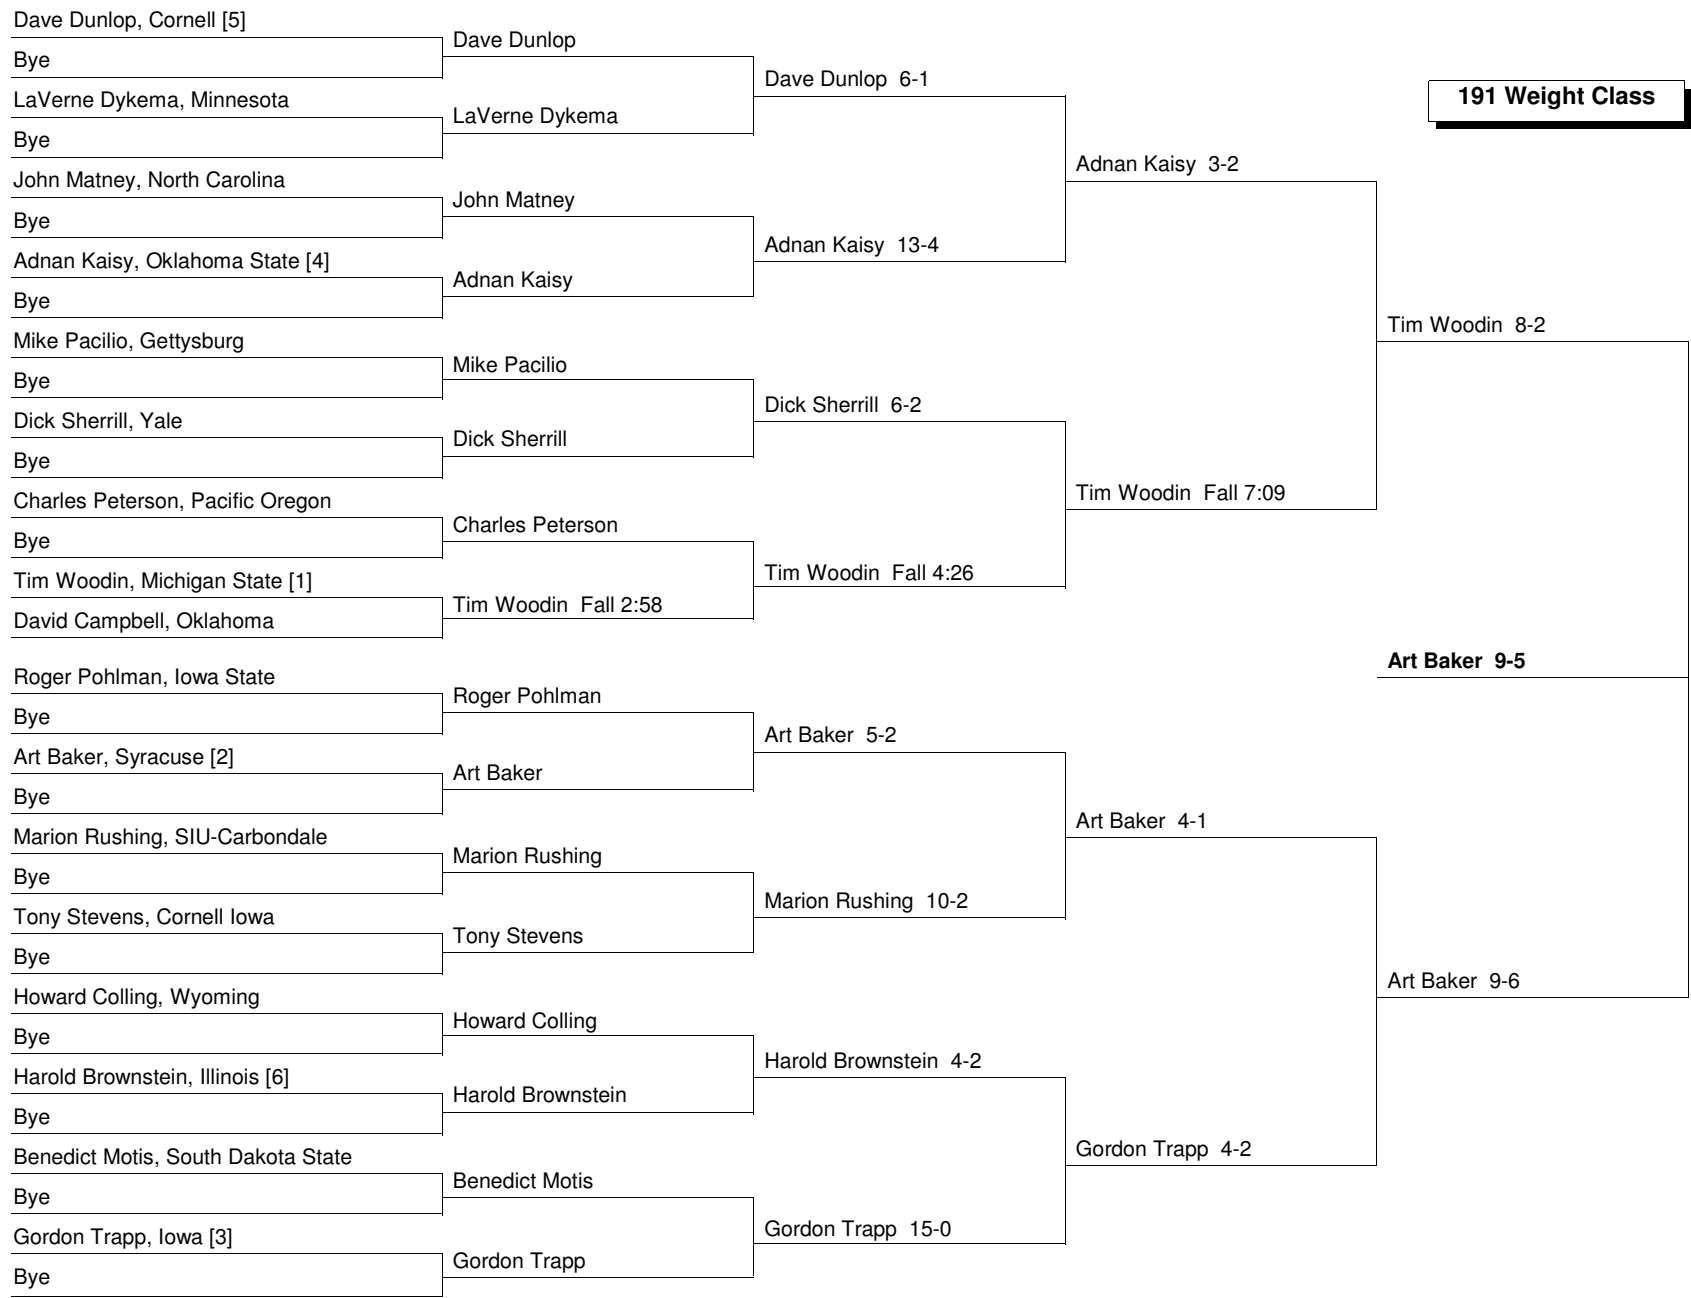 Dave Dunlop, Cornell [5]
Bye
LaVerne Dykema, Minnesota
Bye
John Matney, North Carolina
Bye
Adnan Kaisy, Oklahoma State [4]
Bye
Mike Pacilio, Gettysburg
Bye
Dick Sherrill, Yale
Bye
Charles Peterson, Pacific Oregon
Bye
Tim Woodin, Michigan State [1]
David Campbell, Oklahoma
Roger Pohlman, Iowa State
Bye
Art Baker, Syracuse [2]
Bye
Marion Rushing, SIU-Carbondale
Bye
Tony Stevens, Cornell Iowa
Bye
Howard Colling, Wyoming
Bye
Harold Brownstein, Illinois [6]
Bye
Benedict Motis, South Dakota State
Bye
Gordon Trapp, Iowa [3]
Bye
Dave Dunlop
LaVerne Dykema
John Matney
Adnan Kaisy
Mike Pacilio
Dick Sherrill
Charles Peterson
Tim Woodin Fall 2:58
Roger Pohlman
Art Baker
Marion Rushing
Tony Stevens
Howard Colling
Harold Brownstein
Benedict Motis
Gordon Trapp
Dave Dunlop 6-1
Adnan Kaisy 13-4
Dick Sherrill 6-2
Tim Woodin Fall 4:26
Art Baker 5-2
Marion Rushing 10-2
Harold Brownstein 4-2
Gordon Trapp 15-0
Adnan Kaisy 3-2
Tim Woodin Fall 7:09
Art Baker 4-1
Gordon Trapp 4-2
191 Weight Class
Tim Woodin 8-2
Art Baker 9-5
Art Baker 9-6